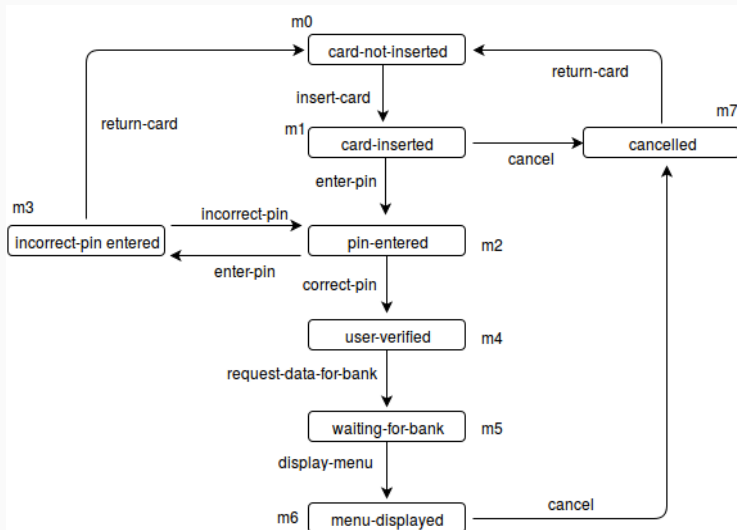 m0
card-not-inserted
return-card
return-card
insert-card
m7
m1
card-inserted
cancelled
cancel
enter-pin
m3
incorrect-pin
incorrect-pin entered
pin-entered
m2
enter-pin
correct-pin
user-verified
m4
request-data-for-bank
waiting-for-bank
m5
display-menu
cancel
m6
menu-displayed